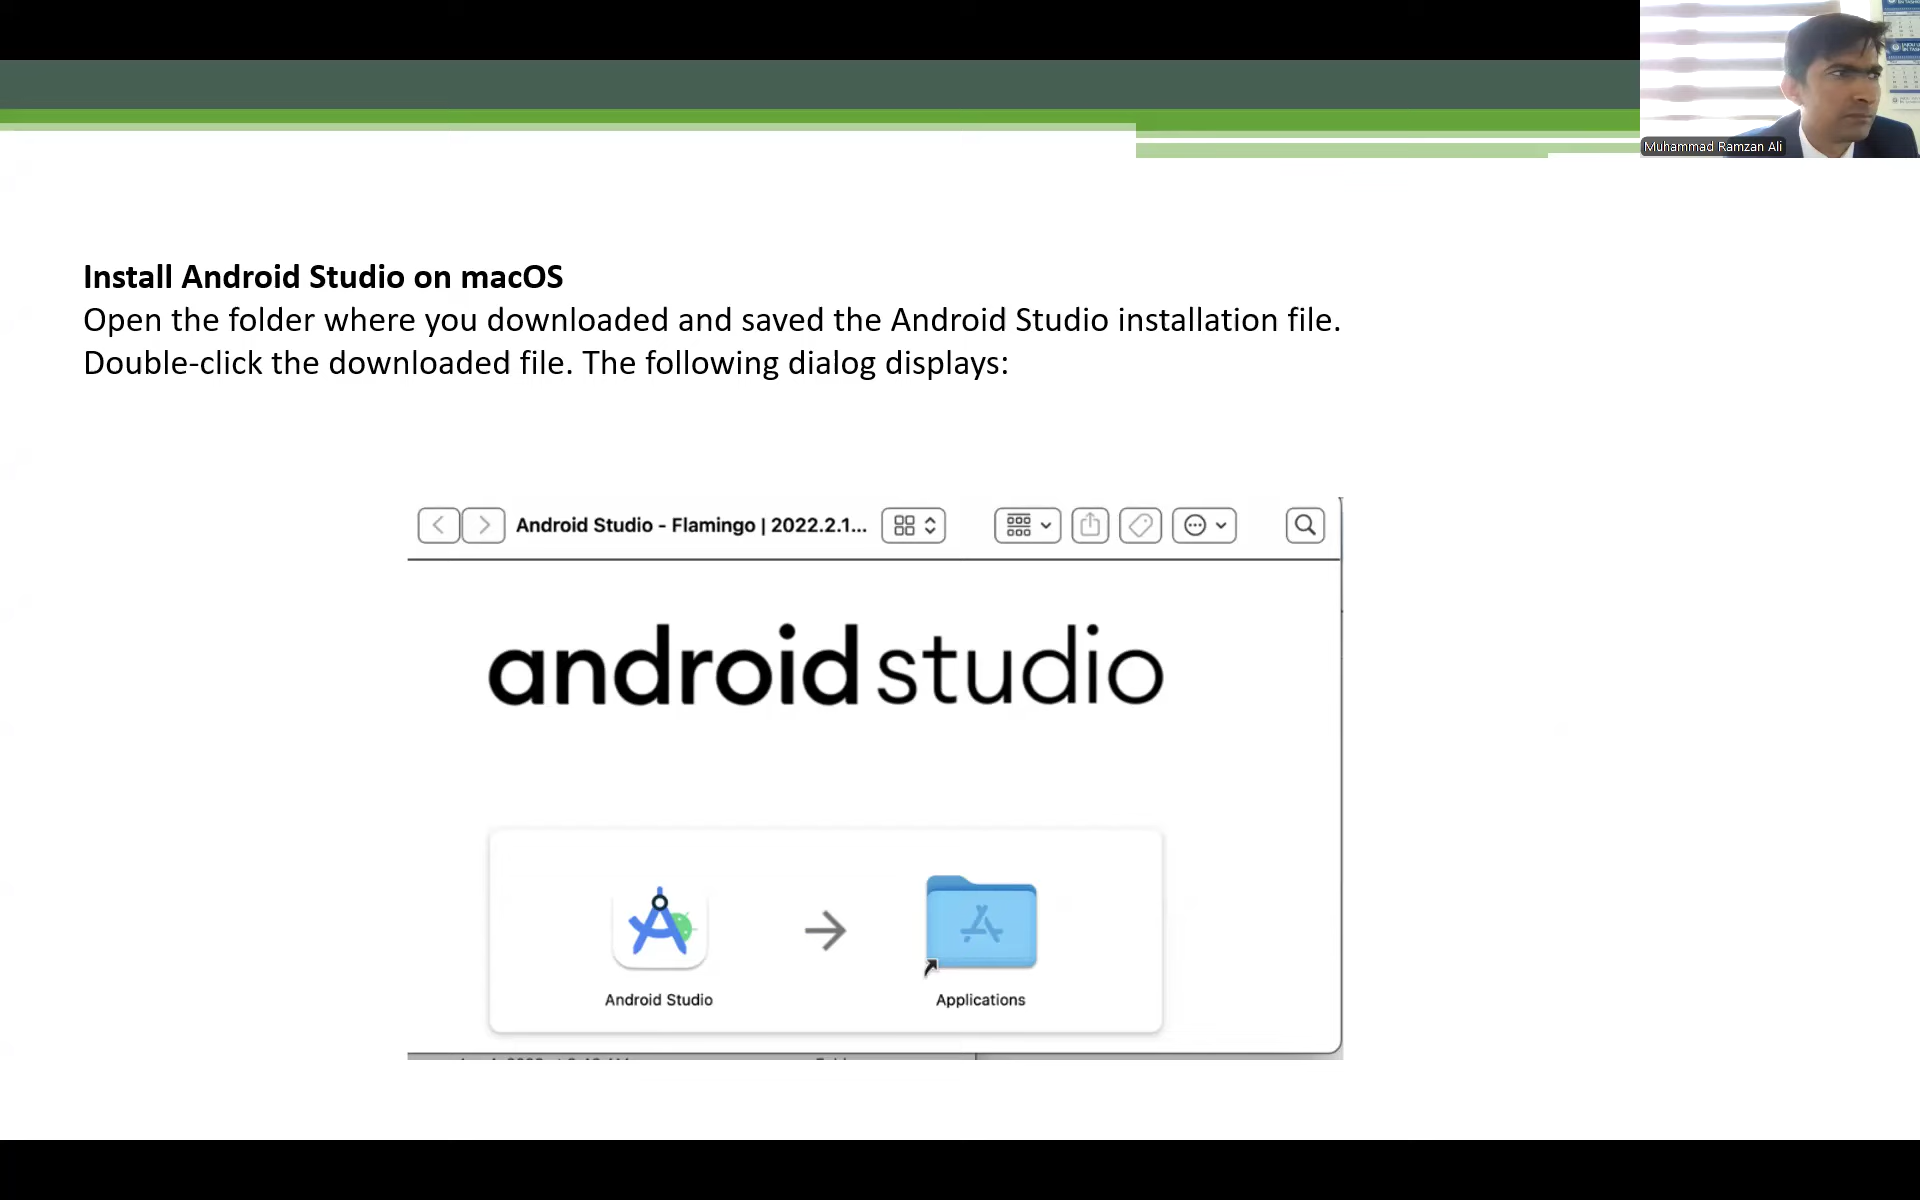 Muhammad Ramzan Ali
Install Android Studio on macOS
Open the folder where you downloaded and saved the Android Studio installation file.
Double-click the downloaded file. The following dialog displays:
Android Studio - Flamingo | 2022.2.1...
android studio
Android Studio
Applications